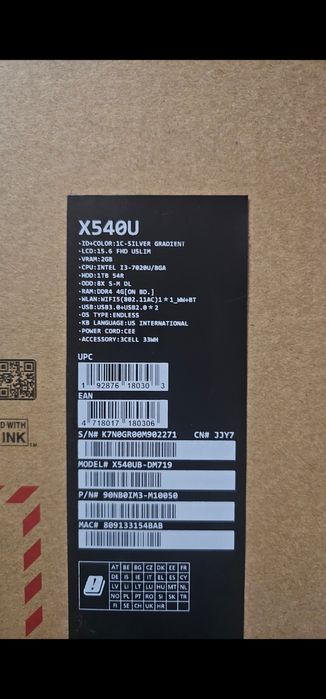 X540U
·ID+COLOR:1C-SILVER GRADIENT
·LCD:15.6 FHD USLIM
·VRAM:2GB
·CPU:INTEL I3-7020U/BGA
·HDD:1TB 54R
·ODD:8X S-M DL
·RAM:DDR4 4G[ON BD.]
·WLAN:WIFI5(802.11AC)1*1_WW+BT
·USB:USB3.0+USB2.0*2
·OS TYPE:ENDLESS
·KB LANGUAGE:US INTERNATIONAL
·POWER CORD:CEE
·ACCESSORY:3CELL 33WH
UPC
1 92876 18030 3
EAN
4 718017 180306
S/N# K7N0GR00M902271 CN# JJY7
MODEL# X540UB-DM719
P/N# 90NB0IM3-M10050
MAC# 8091331548AB
AT BE BG CZ DK EE FR
DE IS IE IT EL ES CY
LV LI LT LU HU MT NL
NO PL PT RO SI SK TR
FI SE CH UK HR
D WITH
INK™